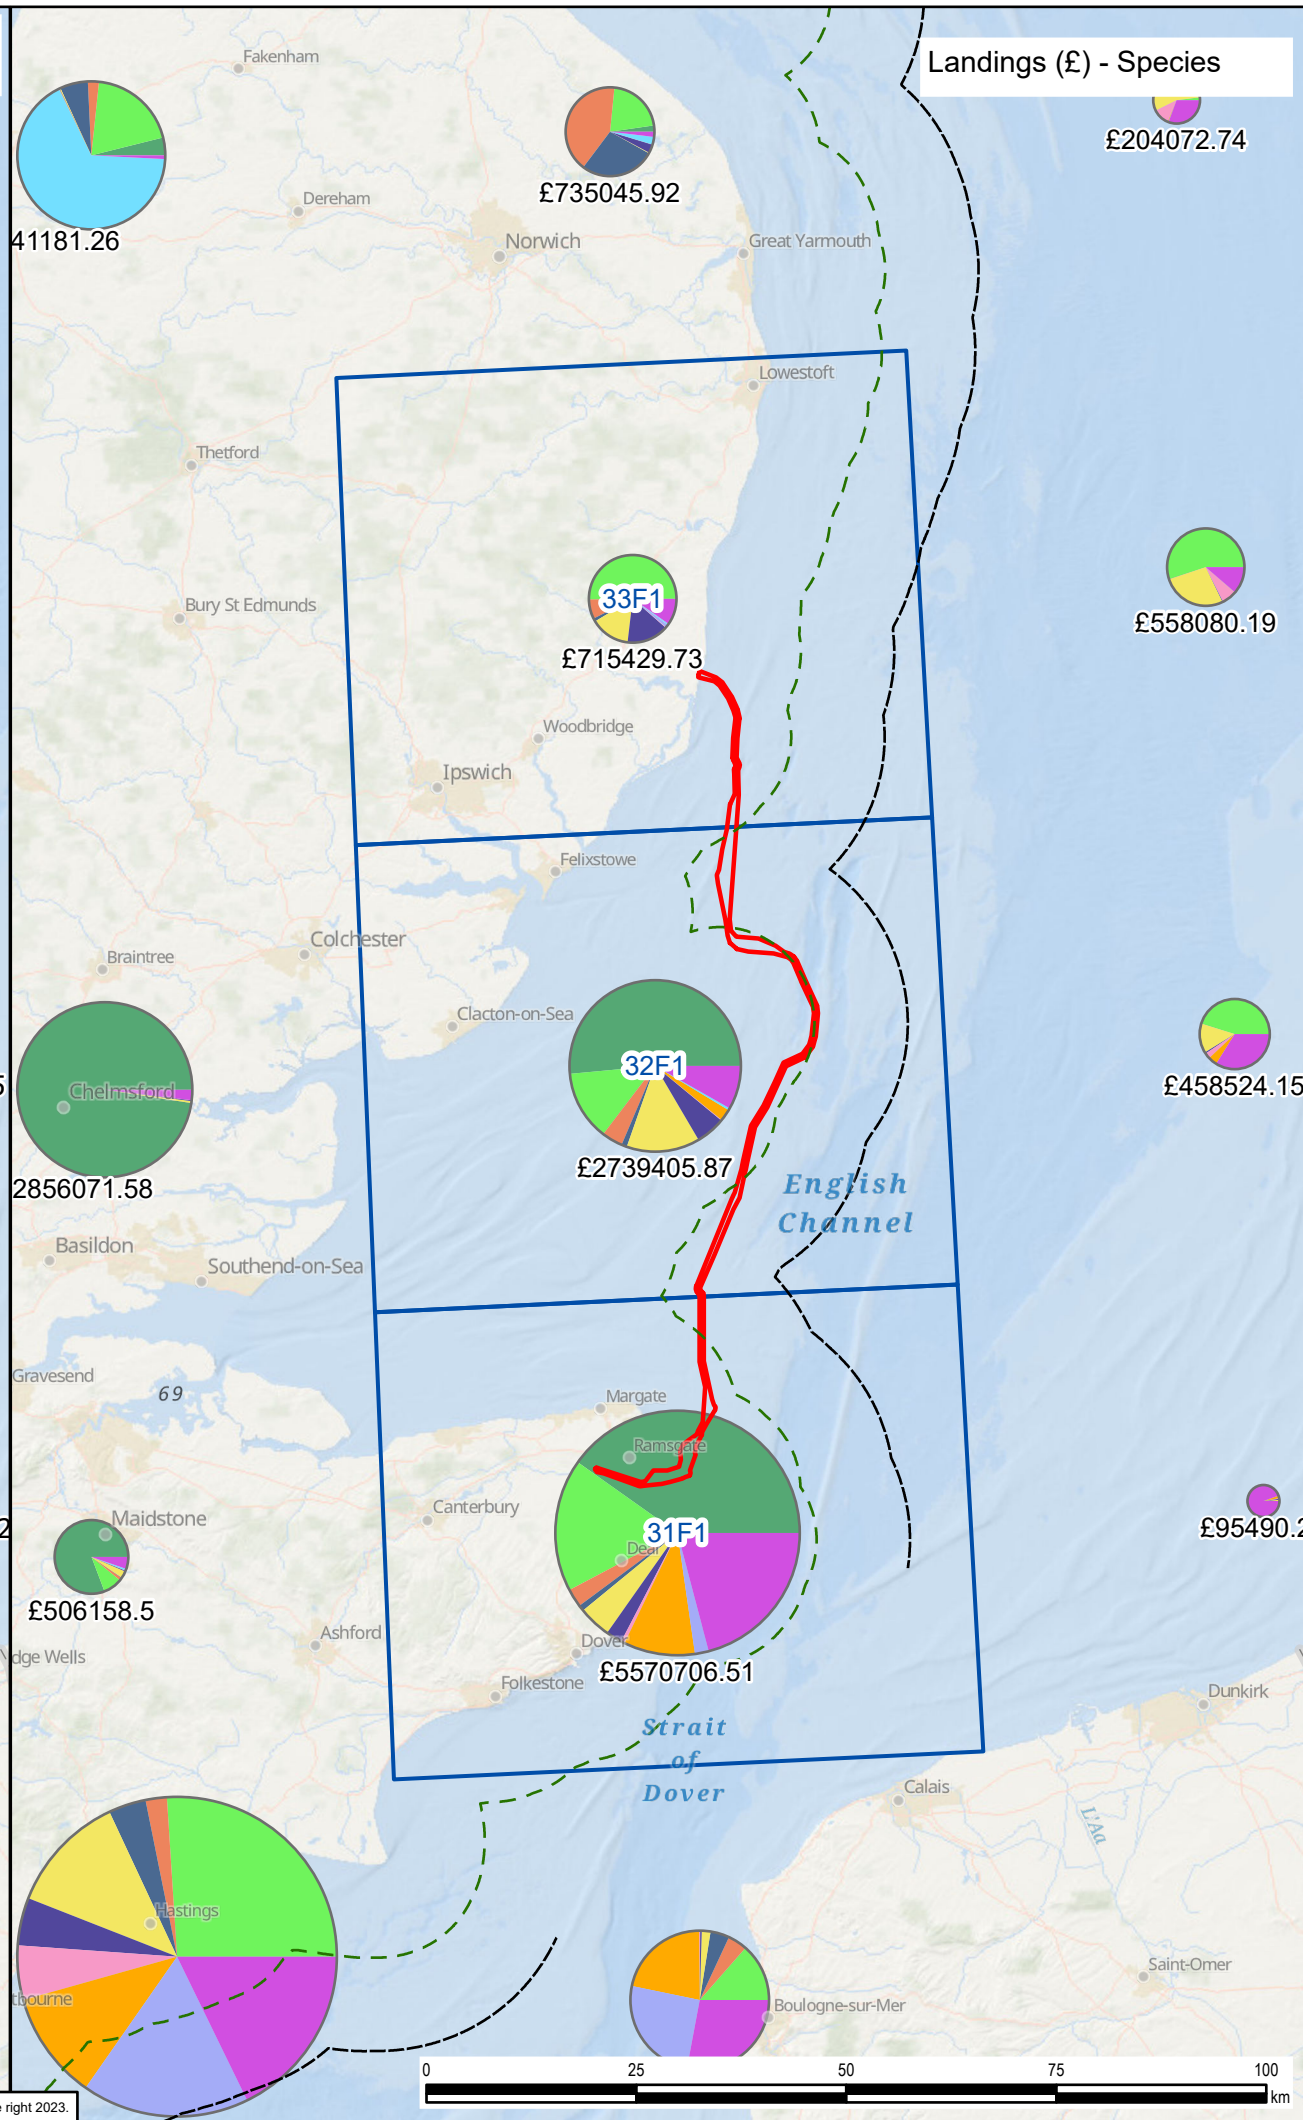 Landings (£) - Species
Fakenham
£204072.74
£735045.92
Dereham
41181.26
Norwich
Great Yarmouth
Lowestoft
Thetford
33F1
Bury St Edmunds
£558080.19
£715429.73
Woodbridge
Ipswich
Felixstowe
Colchester
Braintree
Clacton-on-Sea
32F1
5
Chelmsford
£458524.15
£2739405.87
2856071.58
English
Channel
Basildon
Southend-on-Sea
Gravesend
69
Margate
Ramsgate
Canterbury
Maidstone
2
£95490.2
31F1
Deal
£506158.5
Ashford
Dover
dge Wells
£5570706.51
Folkestone
Dunkirk
Strait
of
Dover
Calais
L'Aa
Hastings
Saint-Omer
tbourne
Boulogne-sur-Mer
0 25 50 75 100
km
right 2023.